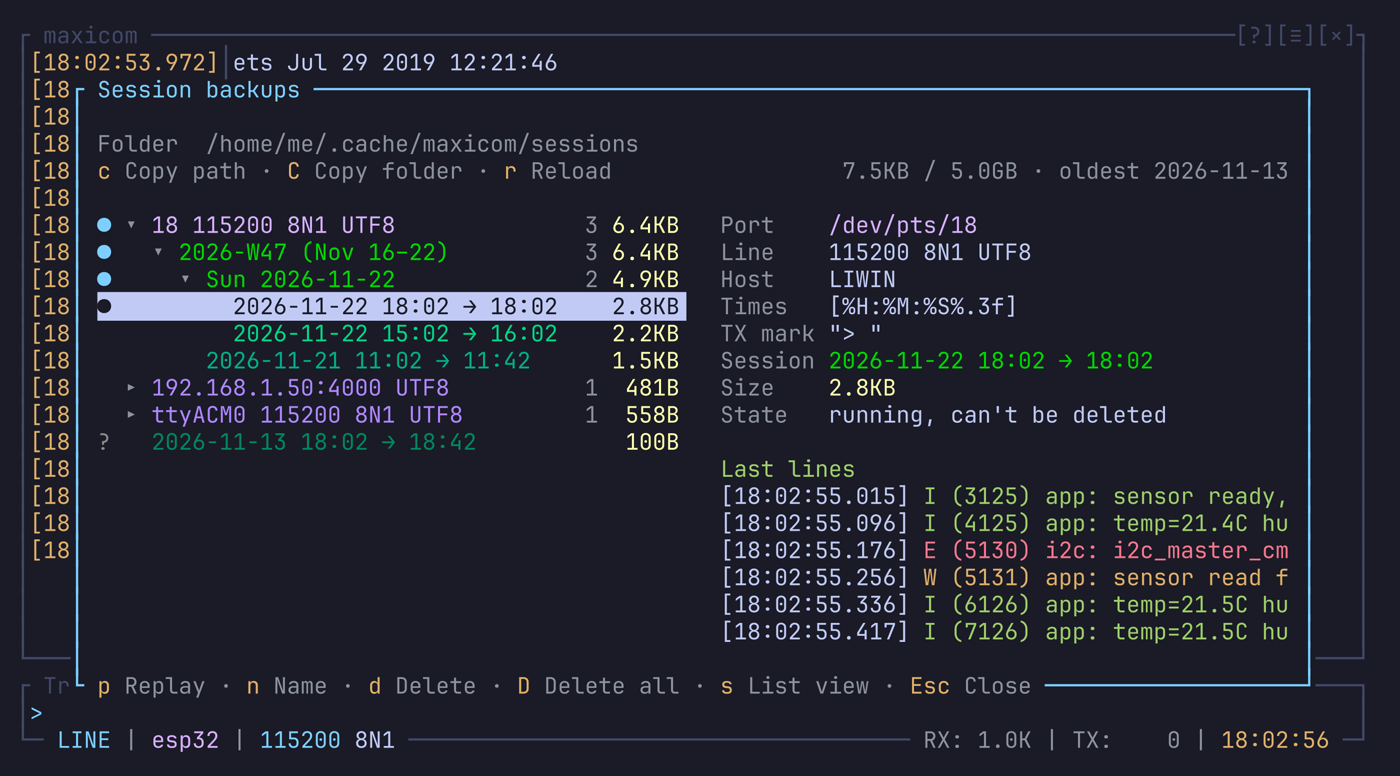 maxicom [?][≡][×]
[18:02:53.972] ets Jul 29 2019 12:21:46
[18 Session backups
[18
[18 Folder /home/me/.cache/maxicom/sessions
[18 c Copy path · C Copy folder · r Reload 7.5KB / 5.0GB · oldest 2026-11-13
[18
[18 ● ▾ 18 115200 8N1 UTF8 3 6.4KB Port /dev/pts/18
[18 ● ▾ 2026-W47 (Nov 16–22) 3 6.4KB Line 115200 8N1 UTF8
[18 ● ▾ Sun 2026-11-22 2 4.9KB Host LIWIN
[18 ● 2026-11-22 18:02 → 18:02 2.8KB Times [%H:%M:%S%.3f]
[18 2026-11-22 15:02 → 16:02 2.2KB TX mark "> "
[18 2026-11-21 11:02 → 11:42 1.5KB Session 2026-11-22 18:02 → 18:02
[18 ▸ 192.168.1.50:4000 UTF8 1 481B Size 2.8KB
[18 ▸ ttyACM0 115200 8N1 UTF8 1 558B State running, can't be deleted
[18 ? 2026-11-13 18:02 → 18:42 100B
[18 Last lines
[18 [18:02:55.015] I (3125) app: sensor ready,
[18 [18:02:55.096] I (4125) app: temp=21.4C hu
[18 [18:02:55.176] E (5130) i2c: i2c_master_cm
[18:02:55.256] W (5131) app: sensor read f
[18:02:55.336] I (6126) app: temp=21.5C hu
[18:02:55.417] I (7126) app: temp=21.5C hu
Tr p Replay · n Name · d Delete · D Delete all · s List view · Esc Close
>
LINE | esp32 | 115200 8N1 RX: 1.0K | TX: 0 | 18:02:56